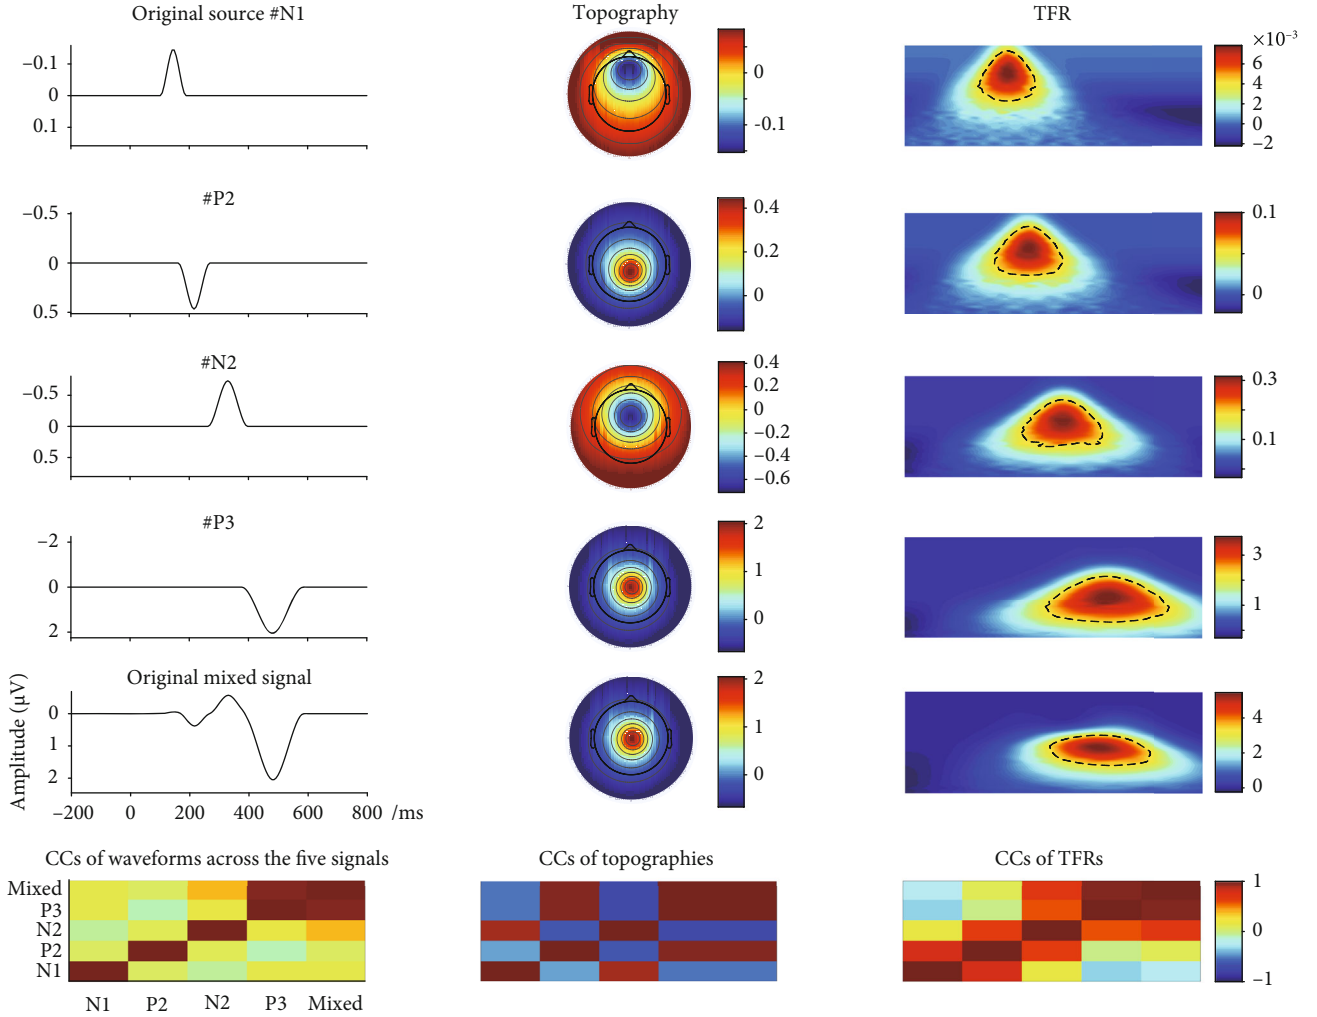 Original source #N1
Topography
TFR
−0.1
0
0.1
0
-0.1
×10⁻³
6
4
2
0
−2
#P2
−0.5
0
0.5
0.4
0.2
0
0.1
0
#N2
−0.5
0
0.5
0.4
0.2
0
−0.2
−0.4
−0.6
0.3
0.1
#P3
−2
0
2
2
1
0
3
1
Original mixed signal
Amplitude (μV)
0
1
2
−200 0 200 400 600 800 /ms
2
1
0
4
2
0
CCs of waveforms across the five signals
CCs of topographies
CCs of TFRs
Mixed
P3
N2
P2
N1
N1 P2 N2 P3 Mixed
1
0
−1